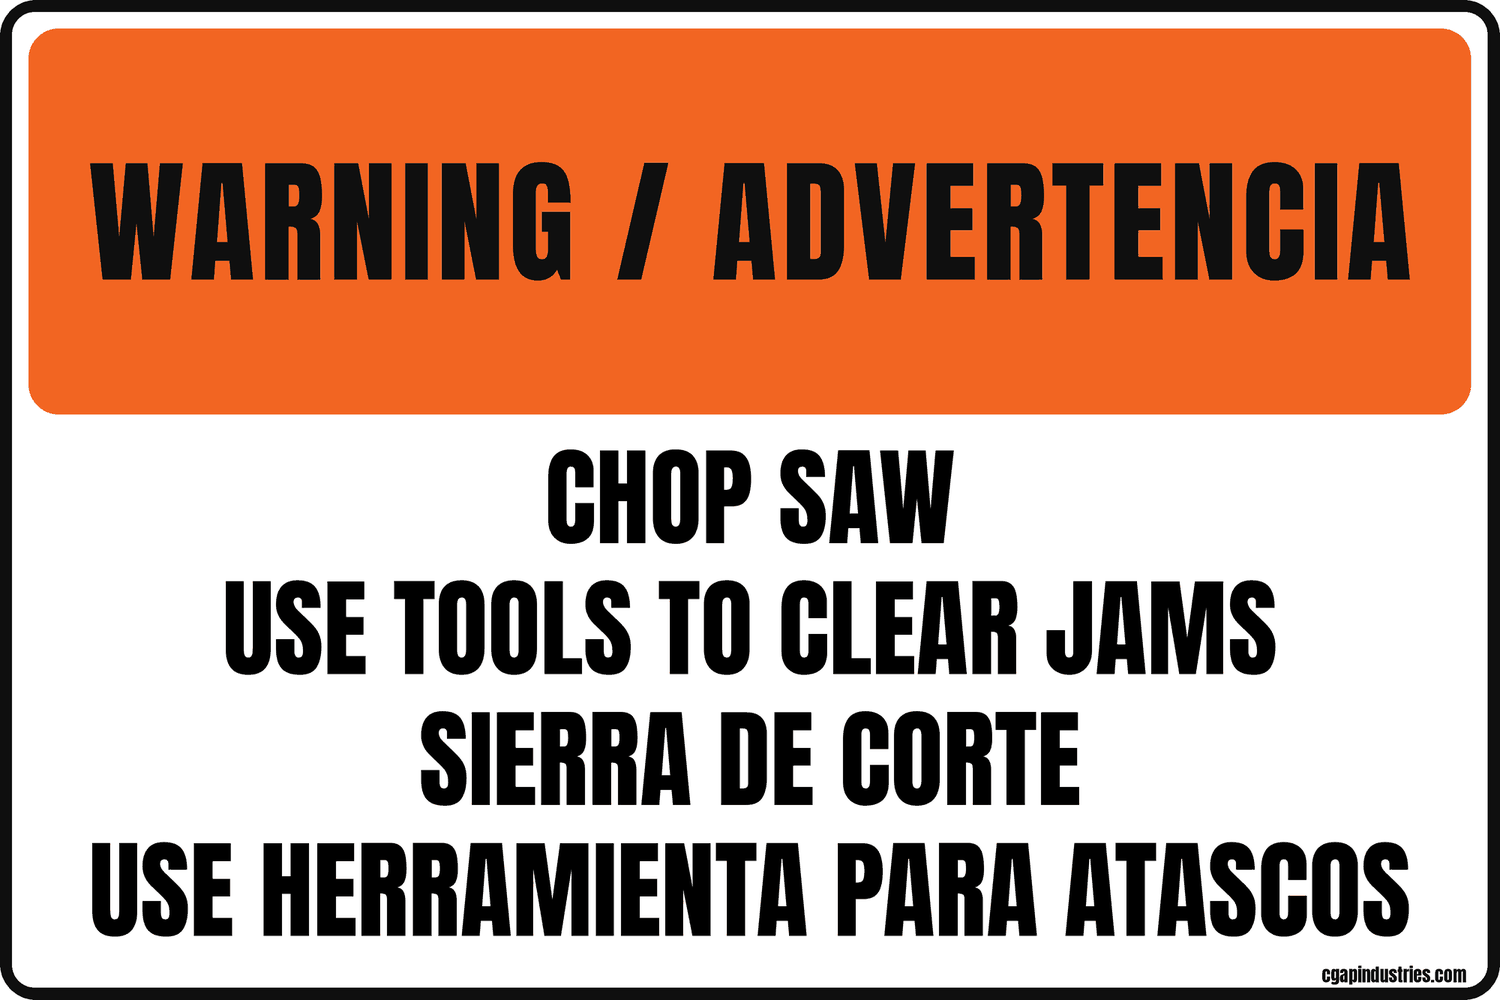 WARNING / ADVERTENCIA
CHOP SAW
USE TOOLS TO CLEAR JAMS
SIERRA DE CORTE
USE HERRAMIENTA PARA ATASCOS
cgapindustries.com